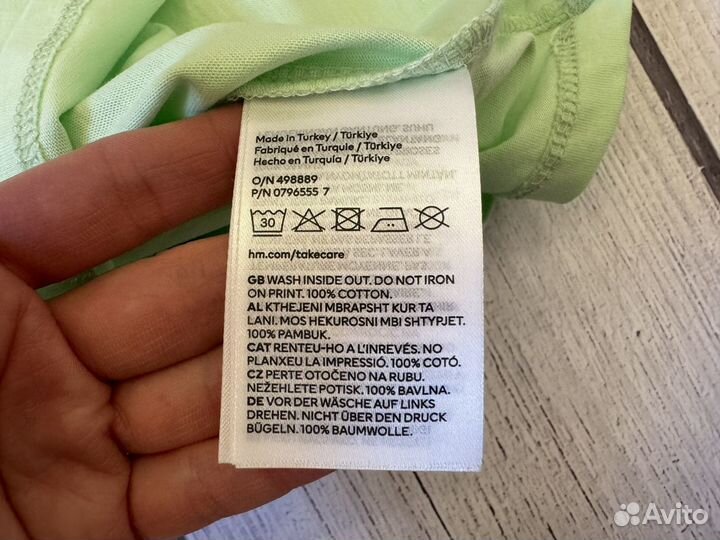 Made in Turkey / Türkiye
Fabriqué en Turquie / Türkiye
Hecho en Turquía / Türkiye
O/N 498889
P/N 0796555 7
30
hm.com/takecare
GB WASH INSIDE OUT. DO NOT IRON
ON PRINT. 100% COTTON.
AL KTHEJENI MBRAPSHT KUR TA
LANI. MOS HEKUROSNI MBI SHTYPJET.
100% PAMBUK.
CAT RENTEU-HO A L'INREVÉS. NO
PLANXEU LA IMPRESSIÓ. 100% COTÓ.
CZ PERTE OTOČENO NA RUBU.
NEŽEHLETE POTISK. 100% BAVLNA.
DE VOR DER WÄSCHE AUF LINKS
DREHEN. NICHT ÜBER DEN DRUCK
BÜGELN. 100% BAUMWOLLE.
Avito